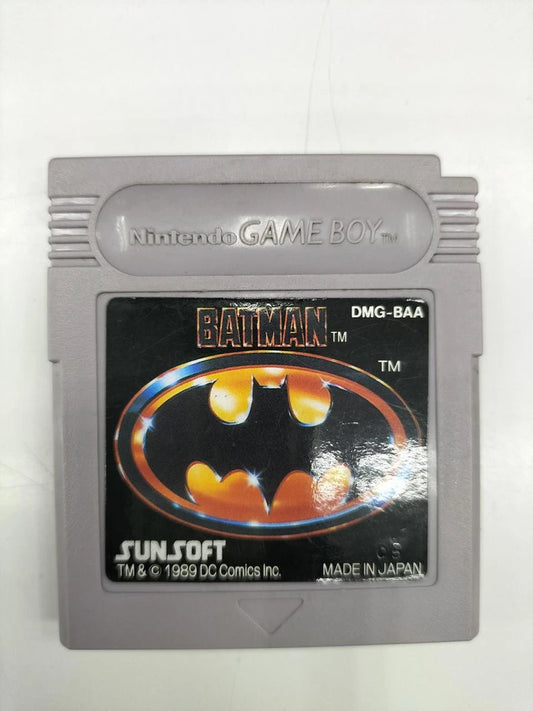 Nintendo GAME BOY TM
BATMAN TM
DMG-BAA
TM
SUNSOFT
TM & © 1989 DC Comics Inc.
MADE IN JAPAN